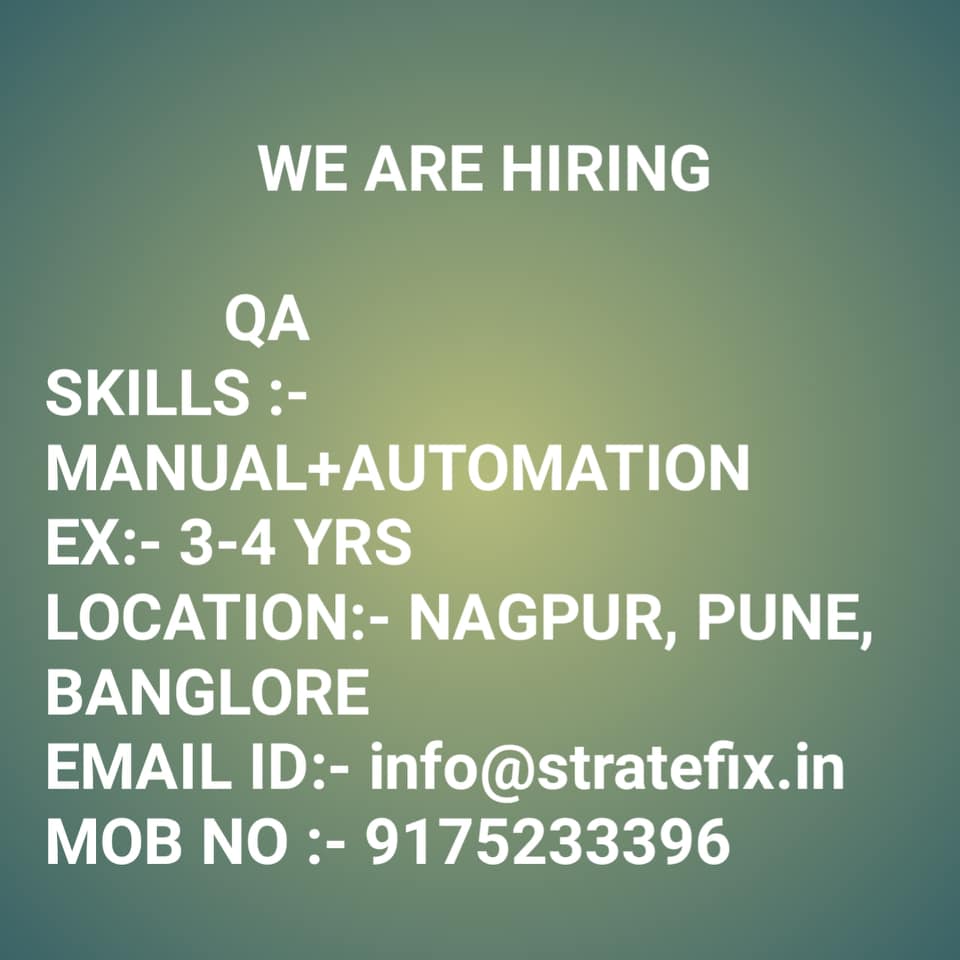 WE ARE HIRING
QA
SKILLS :-
MANUAL+AUTOMATION
EX:- 3-4 YRS
LOCATION:- NAGPUR, PUNE,
BANGLORE
EMAIL ID:- info@stratefix.in
MOB NO :- 9175233396